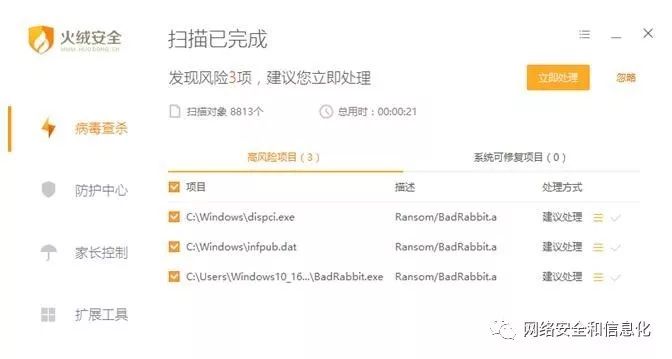 火绒安全
WWW.HUORONG.CN
扫描已完成
发现风险3项，建议您立即处理
立即处理
忽略
扫描对象 8813个
总用时：00:00:21
病毒查杀
防护中心
家长控制
扩展工具
高风险项目（3）
系统可修复项目（0）
项目 描述 处理方式
C:\Windows\dispci.exe Ransom/BadRabbit.a 建议处理
C:\Windows\infpub.dat Ransom/BadRabbit.a 建议处理
C:\Users\Windows10_16...\BadRabbit.exe Ransom/BadRabbit.a 建议处理
网络安全和信息化